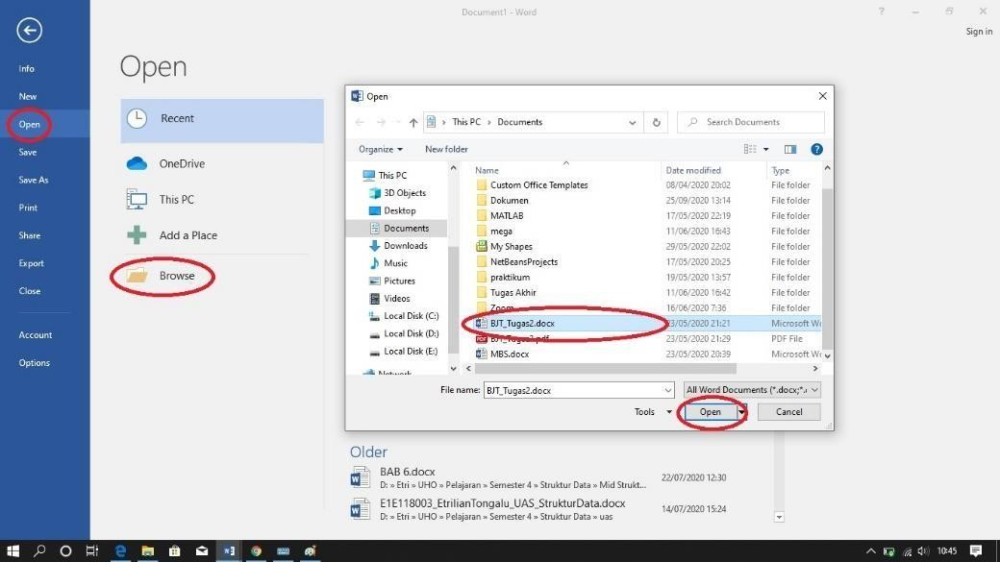 Document1 - Word
?
Sign in
Info
New
Open
Save
Save As
Print
Share
Export
Close
Account
Options
Open
Recent
OneDrive
This PC
Add a Place
Browse
Open
This PC > Documents
Search Documents
Organize
New folder
?
This PC
3D Objects
Desktop
Documents
Downloads
Music
Pictures
Videos
Local Disk (C:)
Local Disk (D:)
Local Disk (E:)
Network
Name Date modified Type
Custom Office Templates 08/04/2020 20:02 File folder
Dokumen 25/09/2020 13:14 File folder
MATLAB 17/05/2020 22:19 File folder
mega 11/06/2020 16:43 File folder
My Shapes 29/05/2020 22:02 File folder
NetBeansProjects 17/05/2020 20:25 File folder
praktikum 19/05/2020 13:57 File folder
Tugas Akhir 11/06/2020 16:42 File folder
Zoom 16/06/2020 7:36 File folder
BJT_Tugas2.docx 23/05/2020 21:21 Microsoft We
BJT_Tugas2.pdf 23/05/2020 21:29 PDF File
MBS.docx 23/05/2020 20:39 Microsoft We
File name: BJT_Tugas2.docx All Word Documents (*.docx;*.
Tools Open Cancel
Older
BAB 6.docx
D: » Etri » UHO » Pelajaran » Semester 4 » Struktur Data » Mid Strukt... 22/07/2020 12:30
E1E118003_EtrilianTongalu_UAS_StrukturData.docx
D: » Etri » UHO » Pelajaran » Semester 4 » Struktur Data » uas 14/07/2020 15:24
10:45